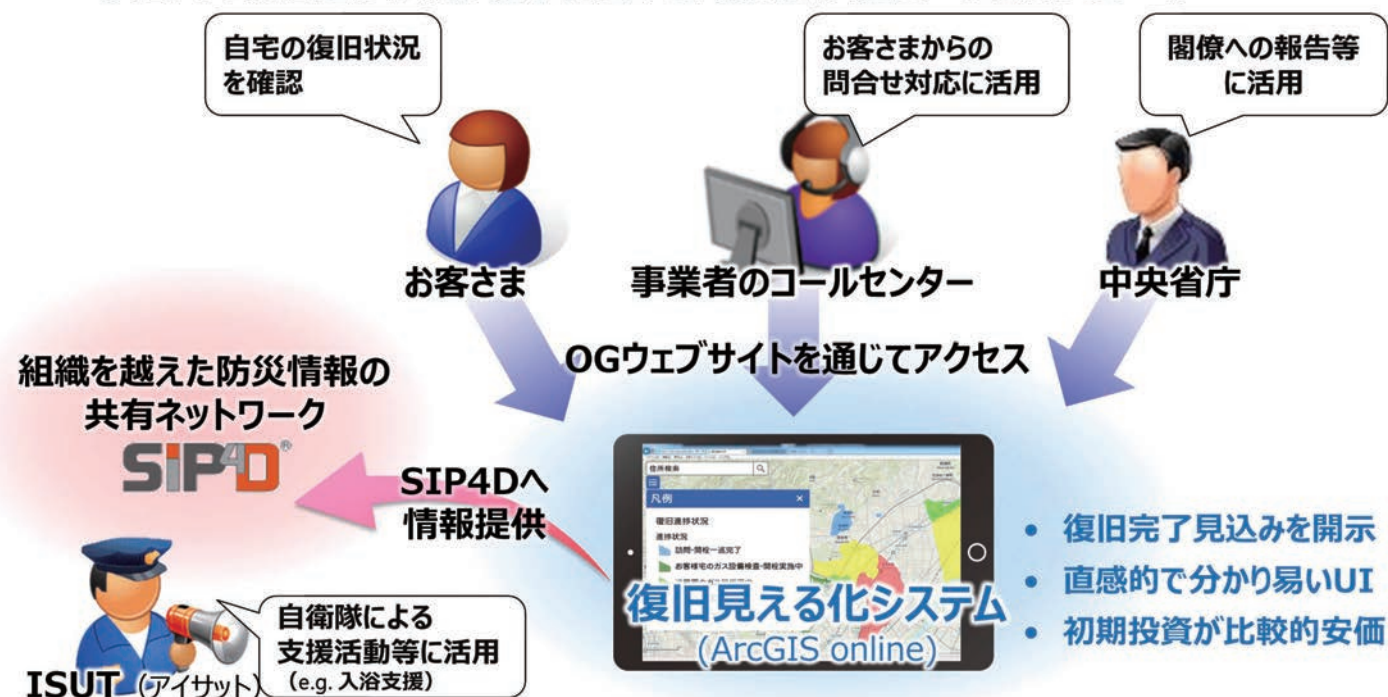 自宅の復旧状況
を確認
お客さまからの
問合せ対応に活用
閣僚への報告等
に活用
お客さま
事業者のコールセンター
中央省庁
OGウェブサイトを通じてアクセス
組織を越えた防災情報の
共有ネットワーク
SIP4D®
SIP4Dへ
情報提供
住所検索
凡例
×
復旧進捗状況
進捗状況
訪問・開栓一巡完了
お客様宅のガス設備検査・開栓実施中
復旧見える化システム
(ArcGIS online)
• 復旧完了見込みを開示
• 直感的で分かり易いUI
• 初期投資が比較的安価
自衛隊による
支援活動等に活用
（e.g. 入浴支援）
ISUT（アイサット）